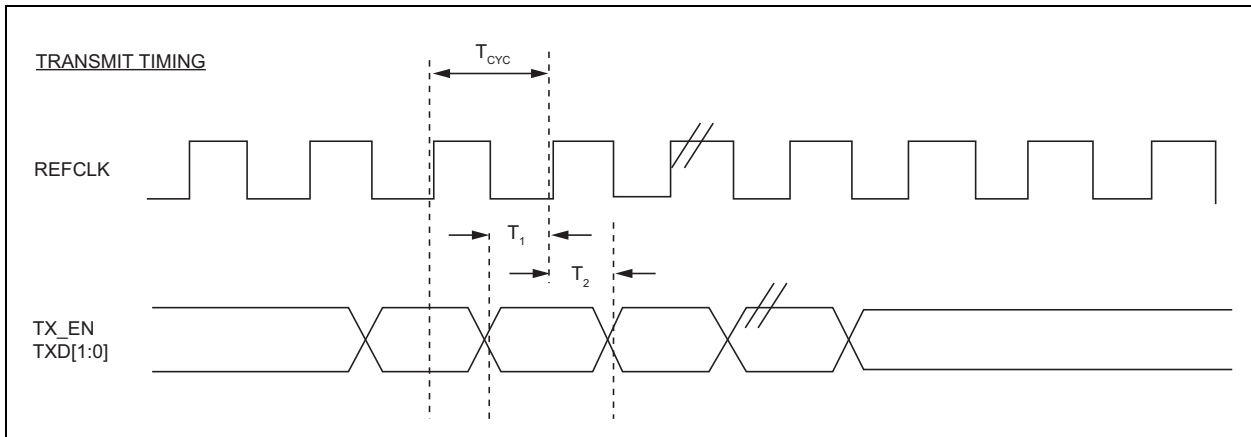 TRANSMIT TIMING
TCYC
REFCLK
T1
T2
TX_EN
TXD[1:0]